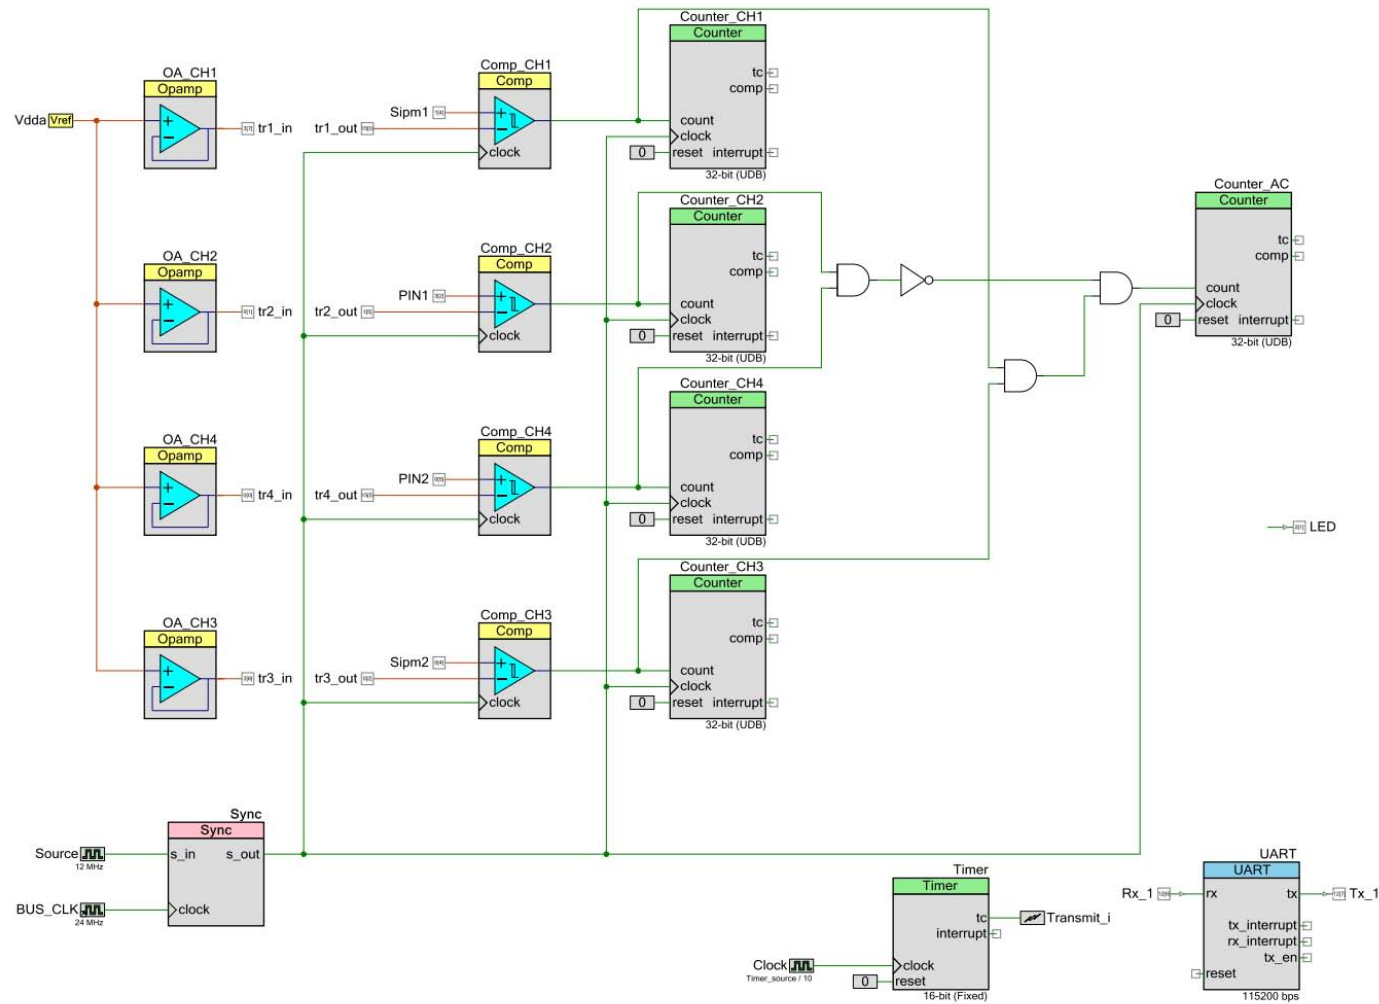 Counter_CH1
Counter
tc
comp
count
clock
0
reset interrupt
32-bit (UDB)
OA_CH1
Opamp
Vdda Vref
tr1_in
Comp_CH1
Comp
Sipm1
tr1_out
clock
Counter_CH2
Counter
tc
comp
count
clock
0
reset interrupt
32-bit (UDB)
Counter_AC
Counter
tc
comp
count
clock
0
reset interrupt
32-bit (UDB)
OA_CH2
Opamp
tr2_in
Comp_CH2
Comp
PIN1
tr2_out
clock
Counter_CH4
Counter
tc
comp
count
clock
0
reset interrupt
32-bit (UDB)
OA_CH4
Opamp
tr4_in
Comp_CH4
Comp
PIN2
tr4_out
clock
LED
Counter_CH3
Counter
tc
comp
count
clock
0
reset interrupt
32-bit (UDB)
OA_CH3
Opamp
tr3_in
Comp_CH3
Comp
Sipm2
tr3_out
clock
Sync
Sync
Source
12 MHz
s_in s_out
BUS_CLK
24 MHz
clock
Timer
Timer
tc
Transmit_i
interrupt
Clock
Timer_source / 10
clock
0
reset
16-bit (Fixed)
UART
UART
Rx_1
rx tx
Tx_1
tx_interrupt
rx_interrupt
tx_en
reset
115200 bps